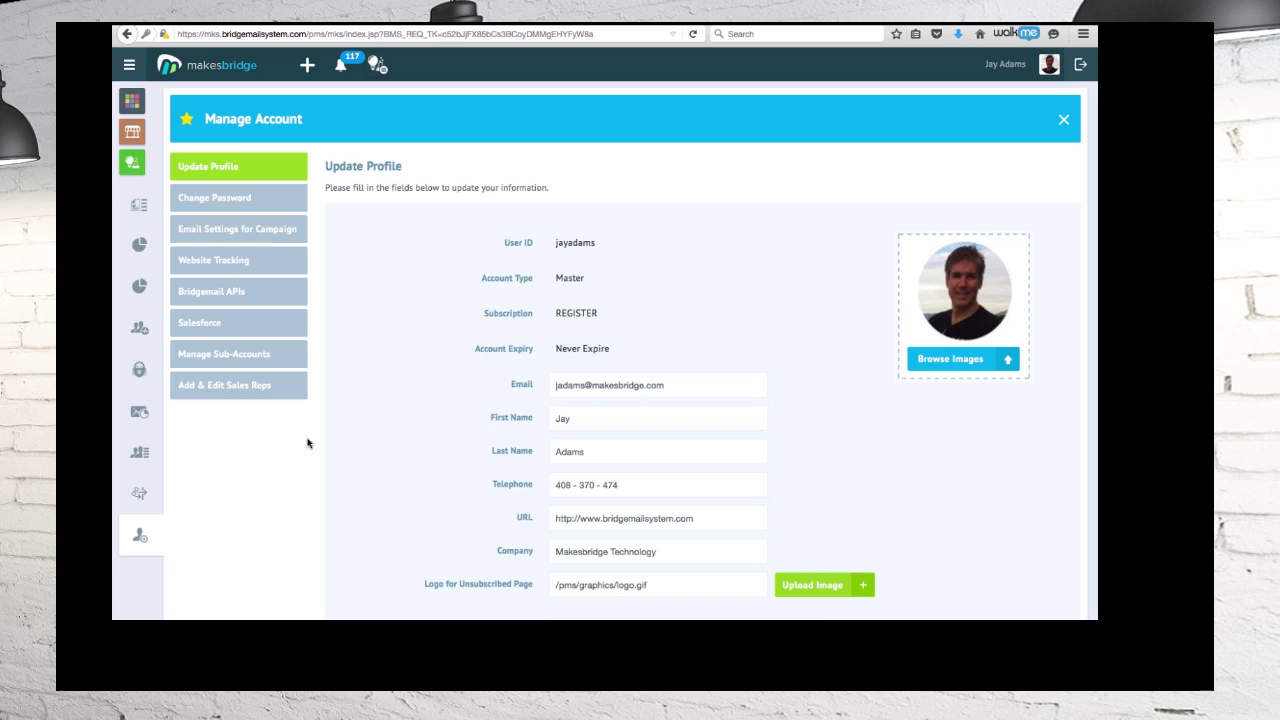 https://mks.bridgemailsystem.com/pms/mks/index.jsp?BMS_REQ_TK=c52bJjFX85bCs3BCoyDMMgEHYFyW8a
Search
walkme
makesbridge
117
Jay Adams
Manage Account
Update Profile
Change Password
Email Settings for Campaign
Website Tracking
Bridgemail APIs
Salesforce
Manage Sub-Accounts
Add & Edit Sales Reps
Update Profile
Please fill in the fields below to update your information.
User ID jayadams
Account Type Master
Subscription REGISTER
Account Expiry Never Expire
Email jadams@makesbridge.com
First Name Jay
Last Name Adams
Telephone 408 - 370 - 474
URL http://www.bridgemailsystem.com
Company Makesbridge Technology
Logo for Unsubscribed Page /pms/graphics/logo.gif Upload Image +
Browse Images